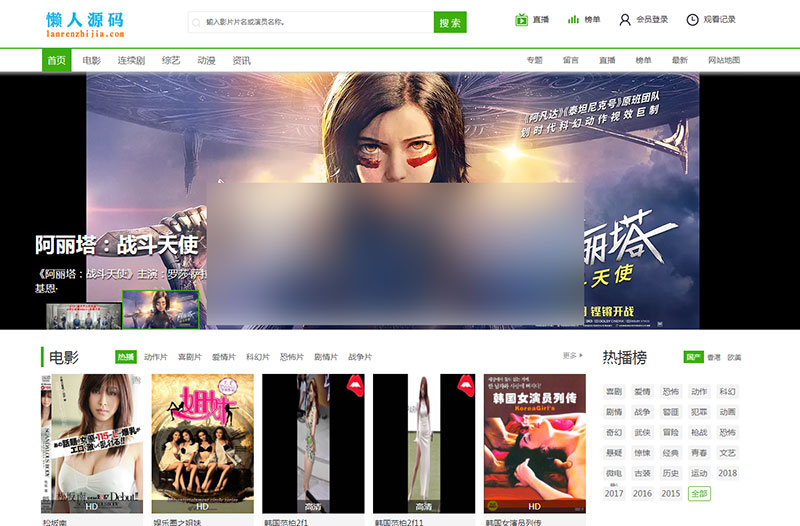 懒人源码
lanrenzhijia.com
输入影片片名或演员名称。
搜索
直播
榜单
会员登录
观看记录
首页 电影 连续剧 综艺 动漫 资讯
专题 留言 直播 榜单 最新 网站地图
《阿凡达》《泰坦尼克号》原班团队
划时代科幻动作视效巨制
阿丽塔：战斗天使
《阿丽塔：战斗天使》主演：罗莎·萨拉
基恩·
丽塔
天使
铿锵开战
电影
热播 动作片 喜剧片 爱情片 科幻片 恐怖片 剧情片 战争片
更多
热播榜
国产 香港 欧美
喜剧 爱情 恐怖 动作 科幻
剧情 战争 警匪 犯罪 动画
奇幻 武侠 冒险 枪战 恐怖
悬疑 惊悚 经典 青春 文艺
微电影 古装 历史 运动 2018
2017 2016 2015 全部
Debut!!
HD
姐妹
HD
高清
高清
韩国女演员列传
KoreaGirl's
HD
松坂南
娱乐圈之姐妹
韩国范柏2f1
韩国范柏2f11
韩国女演员列传